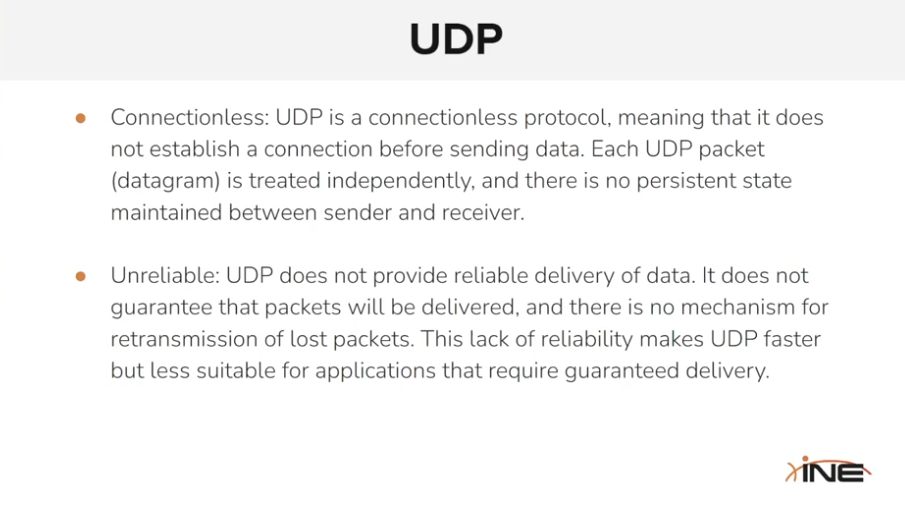 UDP
● Connectionless: UDP is a connectionless protocol, meaning that it does
not establish a connection before sending data. Each UDP packet
(datagram) is treated independently, and there is no persistent state
maintained between sender and receiver.
● Unreliable: UDP does not provide reliable delivery of data. It does not
guarantee that packets will be delivered, and there is no mechanism for
retransmission of lost packets. This lack of reliability makes UDP faster
but less suitable for applications that require guaranteed delivery.
INE